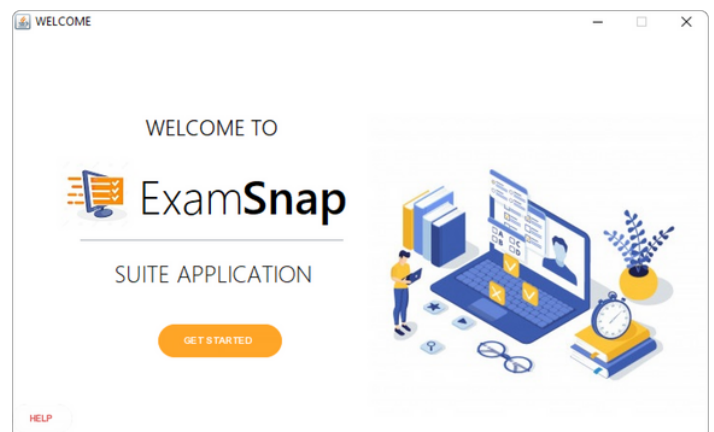 WELCOME
WELCOME TO
ExamSnap
SUITE APPLICATION
GET STARTED
HELP
A
B
C
D